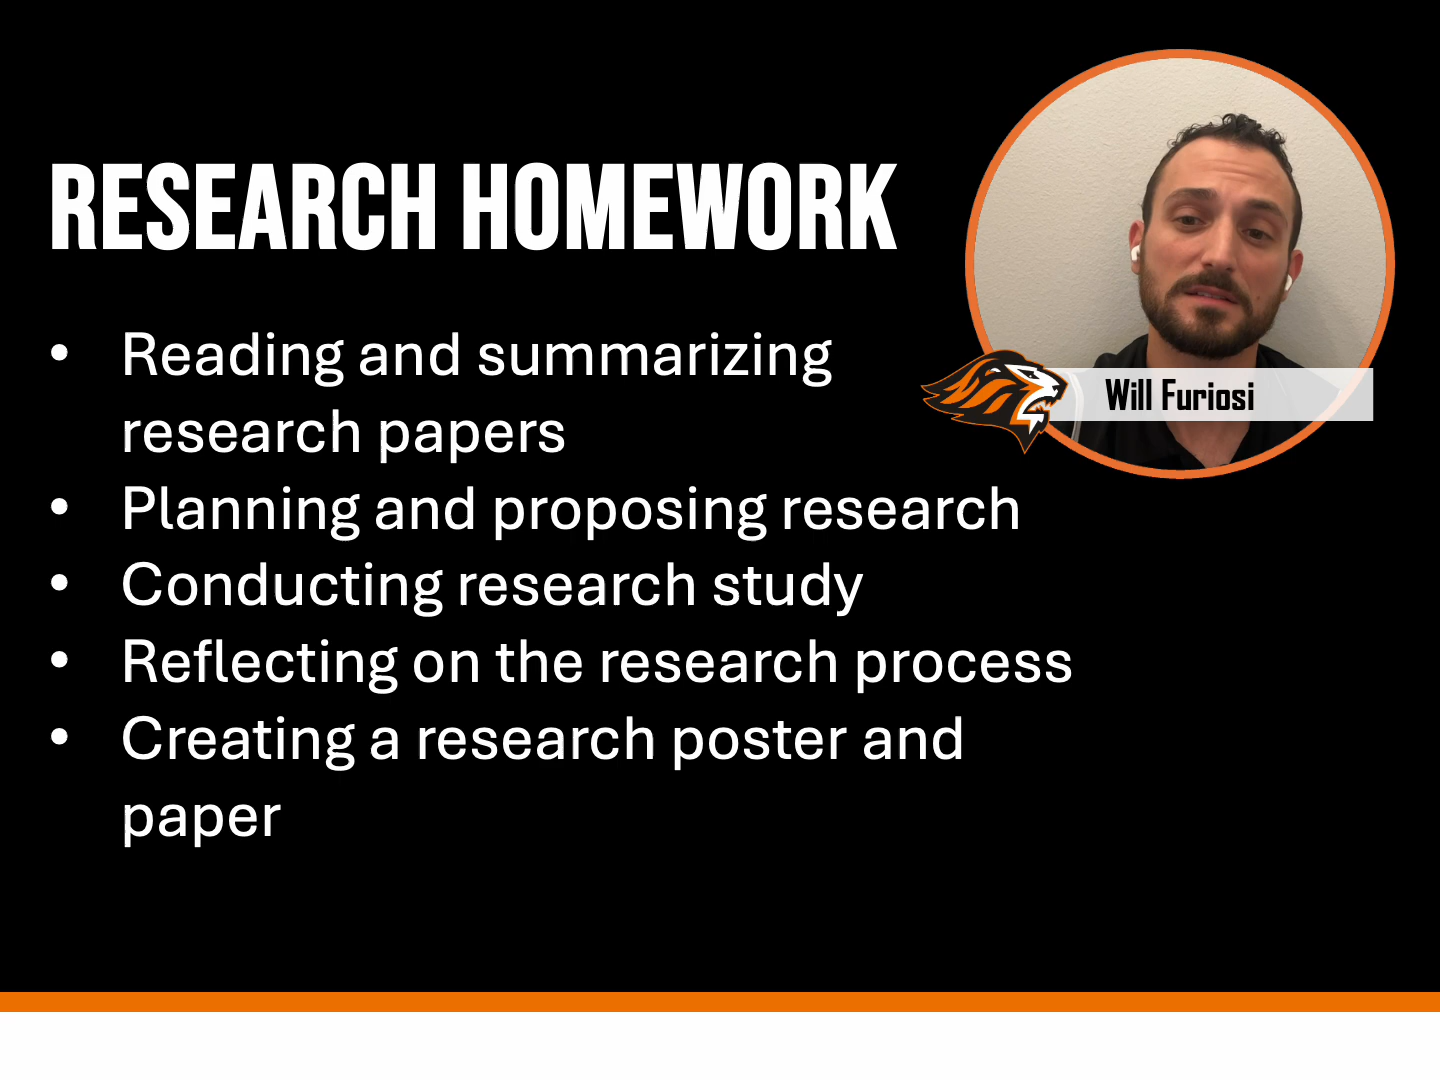 RESEARCH HOMEWORK
Will Furiosi
• Reading and summarizing
research papers
• Planning and proposing research
• Conducting research study
• Reflecting on the research process
• Creating a research poster and
paper